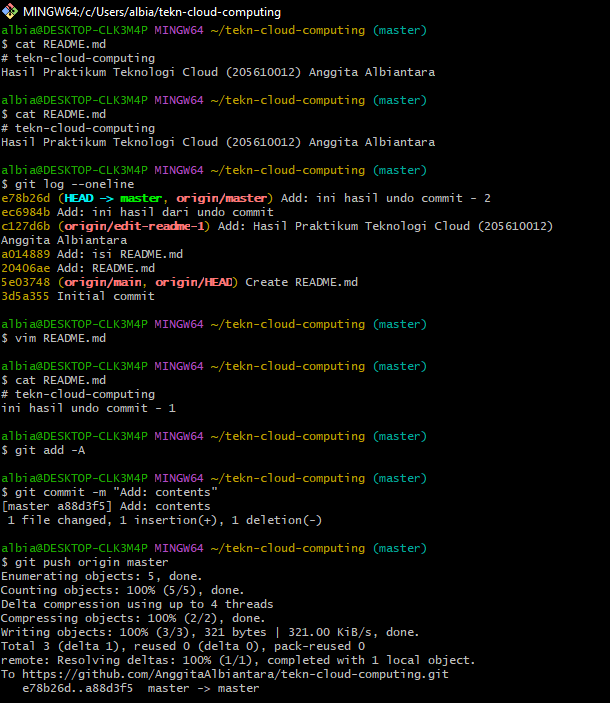 MINGW64:/c/Users/albia/tekn-cloud-computing
albia@DESKTOP-CLK3M4P MINGW64 ~/tekn-cloud-computing (master)
$ cat README.md
# tekn-cloud-computing
Hasil Praktikum Teknologi Cloud (205610012) Anggita Albiantara
albia@DESKTOP-CLK3M4P MINGW64 ~/tekn-cloud-computing (master)
$ cat README.md
# tekn-cloud-computing
Hasil Praktikum Teknologi Cloud (205610012) Anggita Albiantara
albia@DESKTOP-CLK3M4P MINGW64 ~/tekn-cloud-computing (master)
$ git log --oneline
e78b26d (HEAD -> master, origin/master) Add: ini hasil undo commit - 2
ec6984b Add: ini hasil dari undo commit
c127d6b (origin/edit-readme-1) Add: Hasil Praktikum Teknologi Cloud (205610012)
Anggita Albiantara
a014889 Add: isi README.md
20406ae Add: README.md
5e03748 (origin/main, origin/HEAD) Create README.md
3d5a355 Initial commit
albia@DESKTOP-CLK3M4P MINGW64 ~/tekn-cloud-computing (master)
$ vim README.md
albia@DESKTOP-CLK3M4P MINGW64 ~/tekn-cloud-computing (master)
$ cat README.md
# tekn-cloud-computing
ini hasil undo commit - 1
albia@DESKTOP-CLK3M4P MINGW64 ~/tekn-cloud-computing (master)
$ git add -A
albia@DESKTOP-CLK3M4P MINGW64 ~/tekn-cloud-computing (master)
$ git commit -m "Add: contents"
[master a88d3f5] Add: contents
1 file changed, 1 insertion(+), 1 deletion(-)
albia@DESKTOP-CLK3M4P MINGW64 ~/tekn-cloud-computing (master)
$ git push origin master
Enumerating objects: 5, done.
Counting objects: 100% (5/5), done.
Delta compression using up to 4 threads
Compressing objects: 100% (2/2), done.
Writing objects: 100% (3/3), 321 bytes | 321.00 KiB/s, done.
Total 3 (delta 1), reused 0 (delta 0), pack-reused 0
remote: Resolving deltas: 100% (1/1), completed with 1 local object.
To https://github.com/AnggitaAlbiantara/tekn-cloud-computing.git
e78b26d..a88d3f5  master -> master